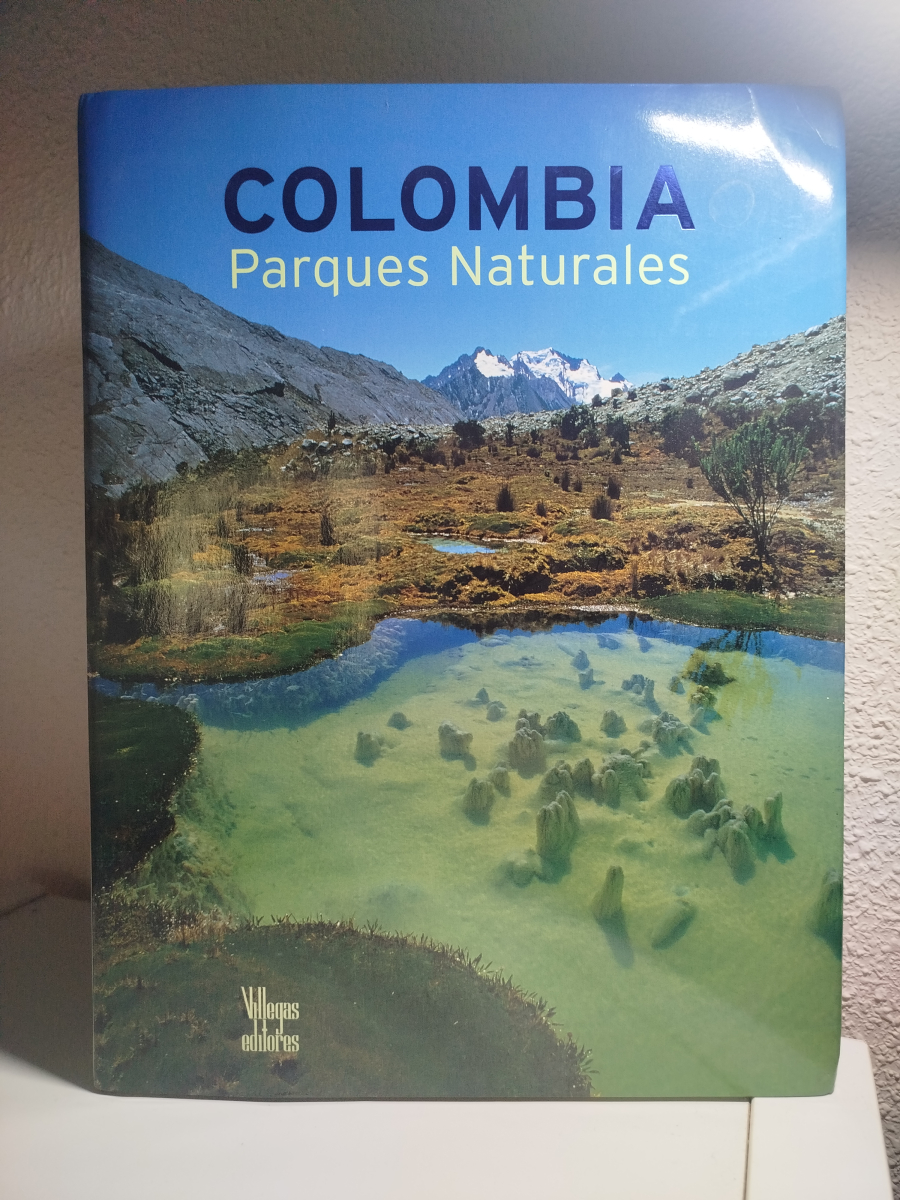 COLOMBIA
Parques Naturales
Villegas
editores